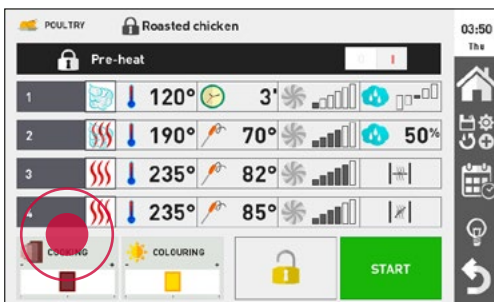 POULTRY Roasted chicken 03:50
Thu
Pre-heat 0 I
1 120° 3'
2 190° 70° 50%
3 235° 82°
4 235° 85°
COOKING COLOURING START
- + - +